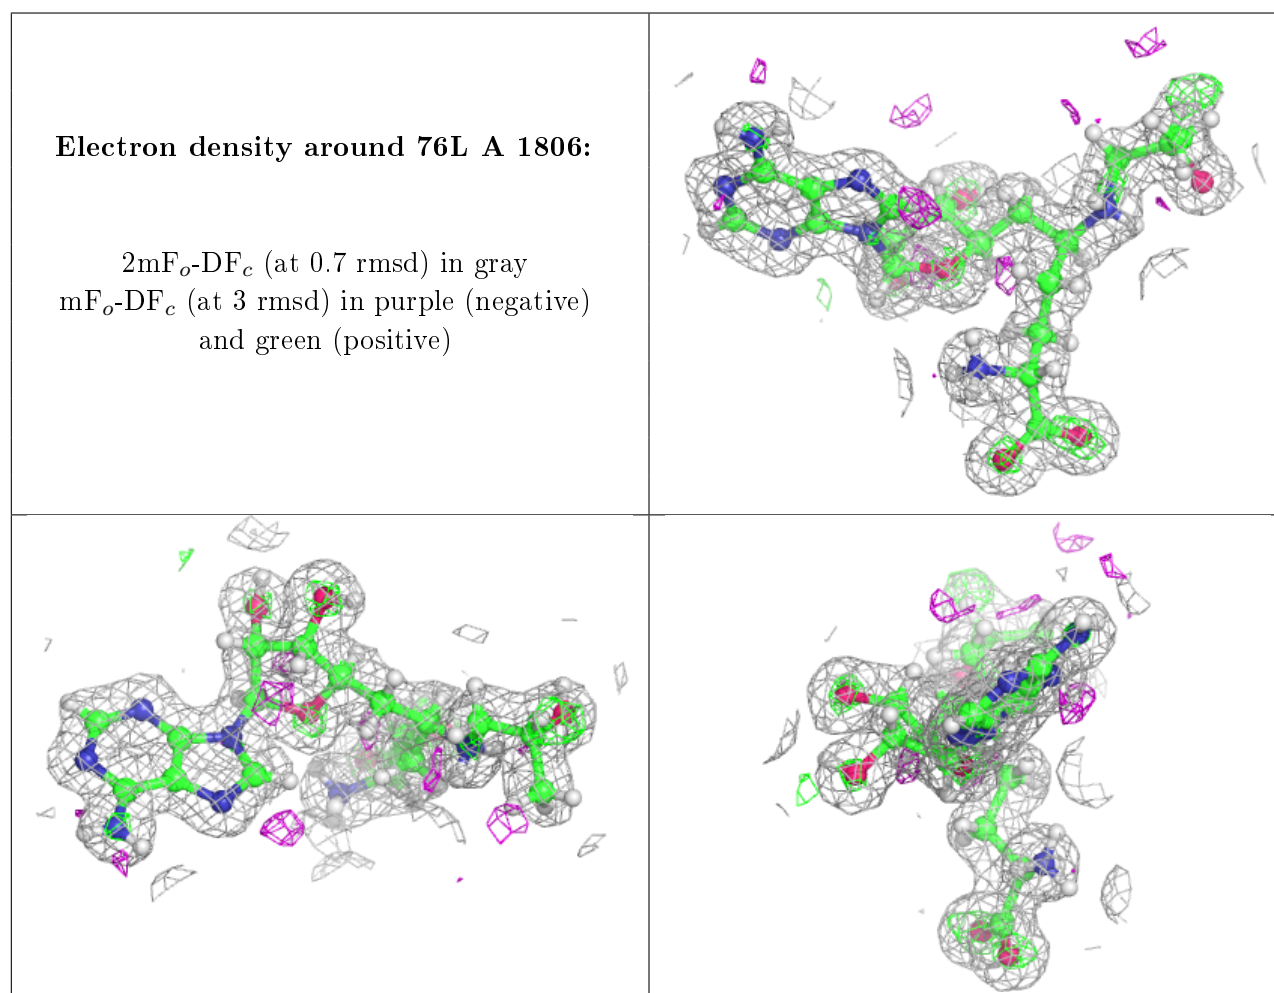 Electron density around 76L A 1806:
2mFₒ-DF𝒸 (at 0.7 rmsd) in gray
mFₒ-DF𝒸 (at 3 rmsd) in purple (negative)
and green (positive)